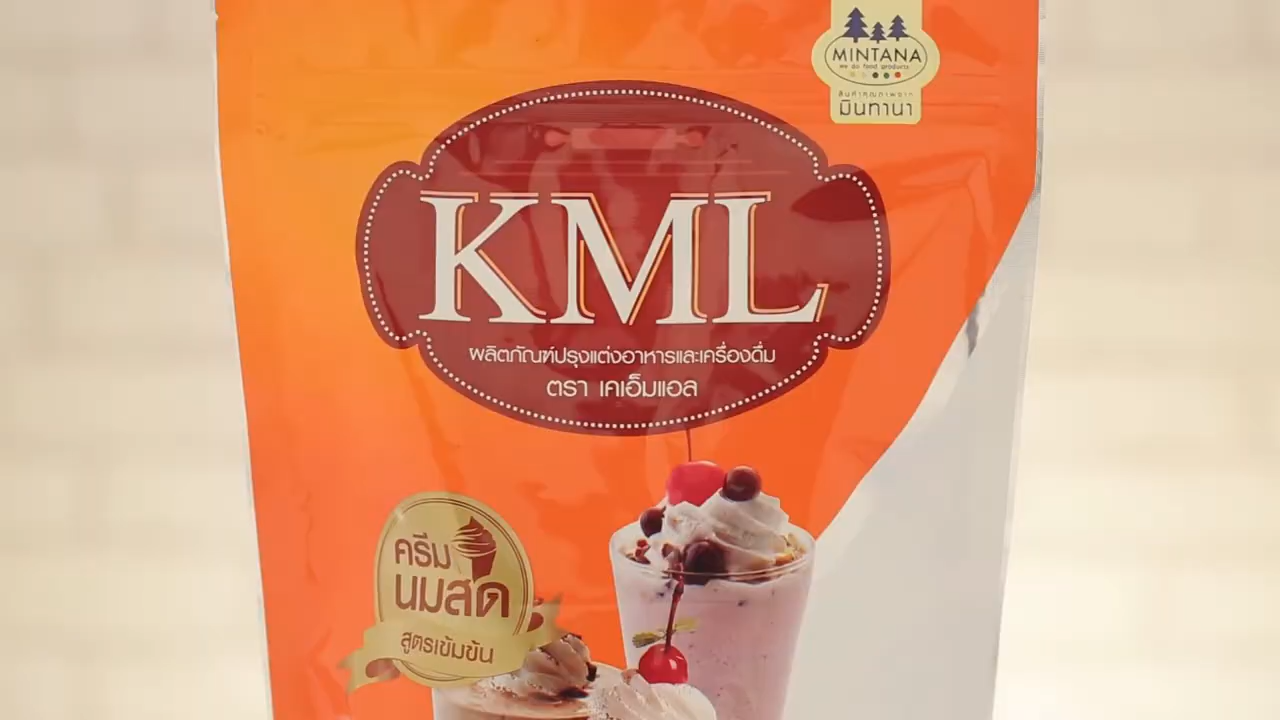 MINTANA
we do food products
สินค้าคุณภาพจาก
มินทานา
KML
ผลิตภัณฑ์ปรุงแต่งอาหารและเครื่องดื่ม
ตรา เคเอ็มแอล
ครีม
นมสด
สูตรเข้มข้น